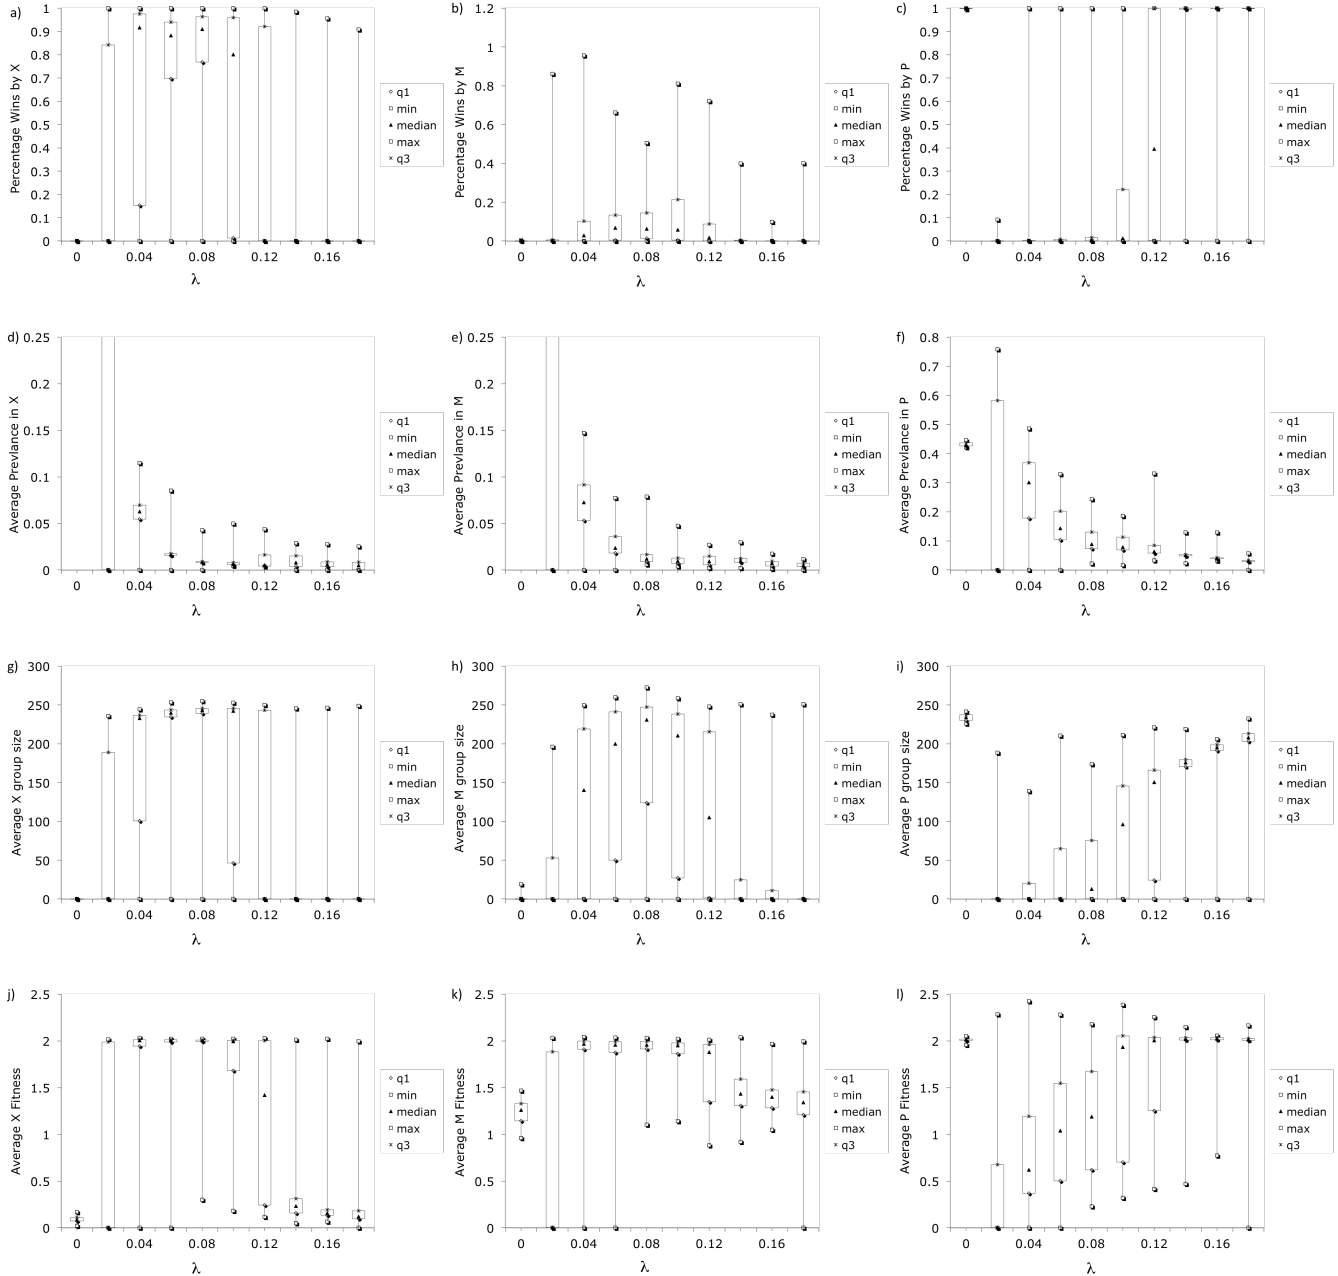 a)
Percentage Wins by X
1
0.9
0.8
0.7
0.6
0.5
0.4
0.3
0.2
0.1
0
0 0.04 0.08 0.12 0.16
λ
q1
min
median
max
q3
b)
Percentage Wins by M
1.2
1
0.8
0.6
0.4
0.2
0
0 0.04 0.08 0.12 0.16
λ
q1
min
median
max
q3
c)
Percentage Wins by P
1
0.9
0.8
0.7
0.6
0.5
0.4
0.3
0.2
0.1
0
0 0.04 0.08 0.12 0.16
λ
q1
min
median
max
q3
d)
Average Prevlance in X
0.25
0.2
0.15
0.1
0.05
0
0 0.04 0.08 0.12 0.16
λ
q1
min
median
max
q3
e)
Average Prevlance in M
0.25
0.2
0.15
0.1
0.05
0
0 0.04 0.08 0.12 0.16
λ
q1
min
median
max
q3
f)
Average Prevlance in P
0.8
0.7
0.6
0.5
0.4
0.3
0.2
0.1
0
0 0.04 0.08 0.12 0.16
λ
q1
min
median
max
q3
g)
Average X group size
300
250
200
150
100
50
0
0 0.04 0.08 0.12 0.16
λ
q1
min
median
max
q3
h)
Average M group size
300
250
200
150
100
50
0
0 0.04 0.08 0.12 0.16
λ
q1
min
median
max
q3
i)
Average P group size
300
250
200
150
100
50
0
0 0.04 0.08 0.12 0.16
λ
q1
min
median
max
q3
j)
Average X Fitness
2.5
2
1.5
1
0.5
0
0 0.04 0.08 0.12 0.16
λ
q1
min
median
max
q3
k)
Average M Fitness
2.5
2
1.5
1
0.5
0
0 0.04 0.08 0.12 0.16
λ
q1
min
median
max
q3
l)
Average P Fitness
2.5
2
1.5
1
0.5
0
0 0.04 0.08 0.12 0.16
λ
q1
min
median
max
q3